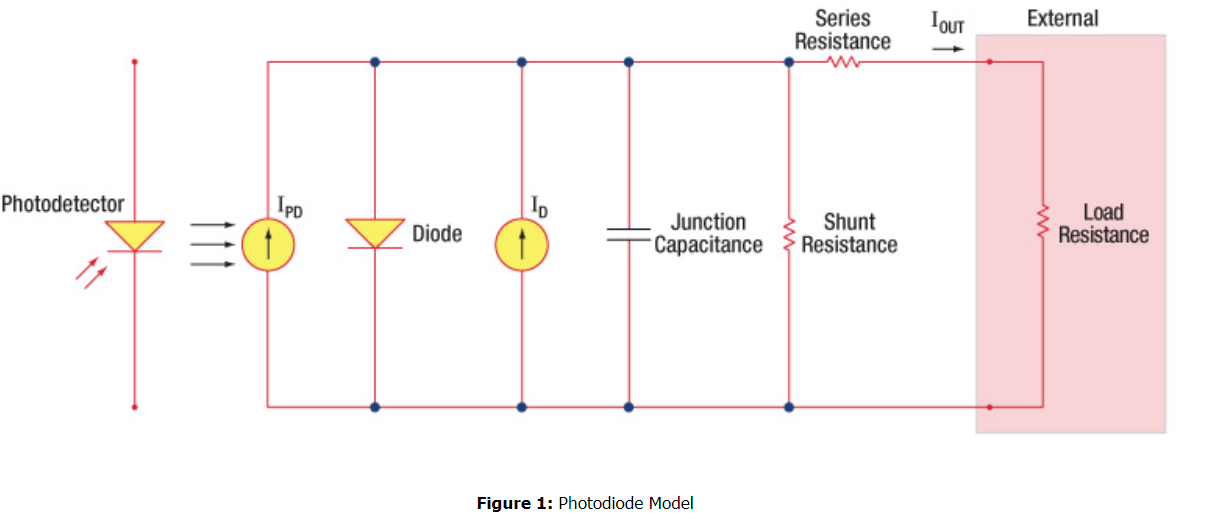 Series
Resistance
IOUT
External
Photodetector
IPD
Diode
ID
Junction
Capacitance
Shunt
Resistance
Load
Resistance
Figure 1: Photodiode Model